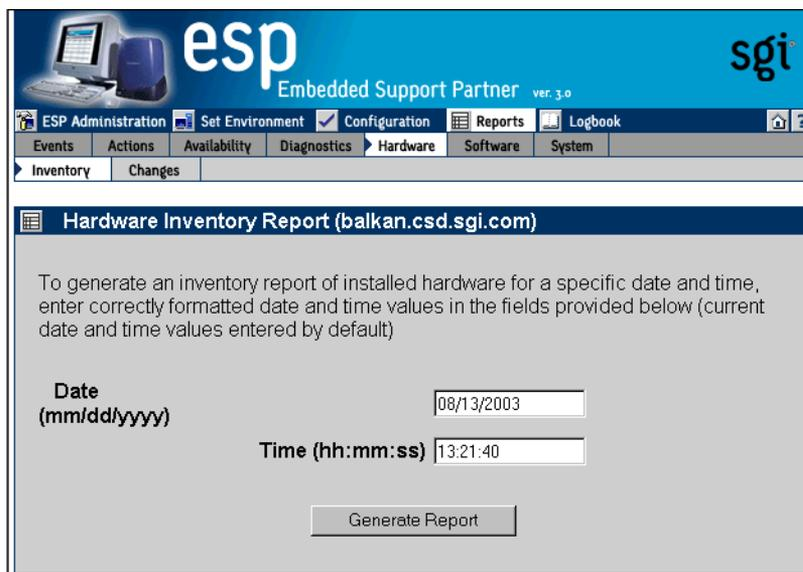 esp
sgi
Embedded Support Partner ver. 3.0
ESP Administration Set Environment Configuration Reports Logbook ?
Events Actions Availability Diagnostics Hardware Software System
Inventory Changes
Hardware Inventory Report (balkan.csd.sgi.com)
To generate an inventory report of installed hardware for a specific date and time,
enter correctly formatted date and time values in the fields provided below (current
date and time values entered by default)
Date
(mm/dd/yyyy)
08/13/2003
Time (hh:mm:ss) 13:21:40
Generate Report